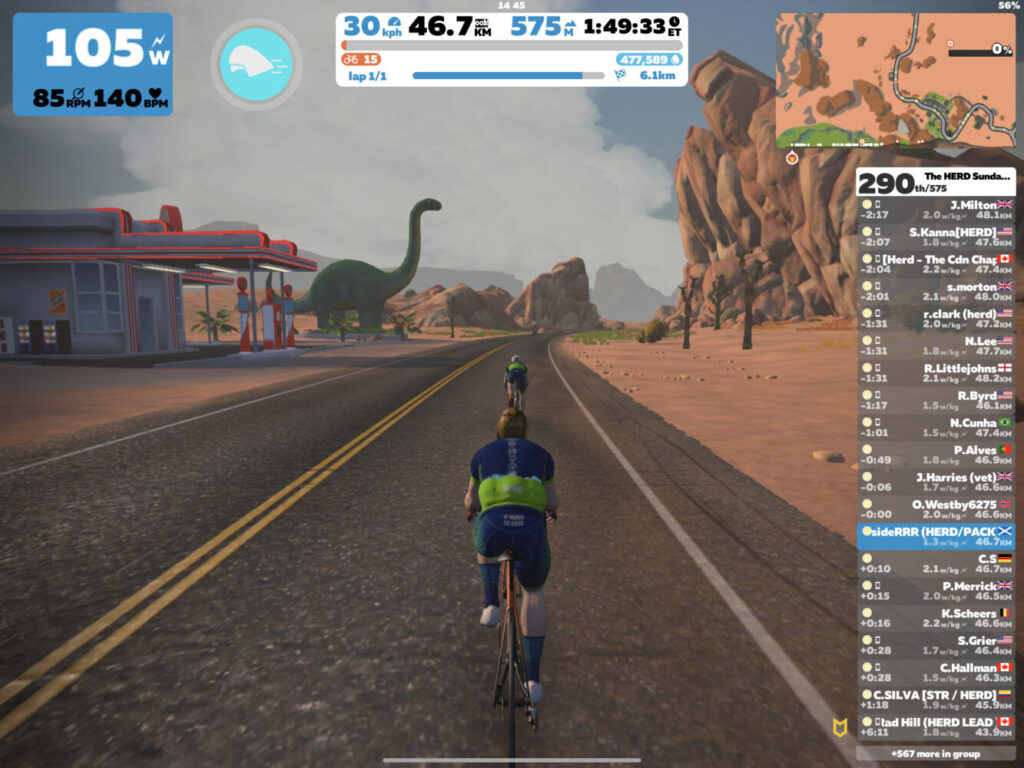 14 45
56%
105 W
85 RPM 140 BPM
30 kph 46.7 KM 575 M 1:49:33 ET
15
477,589
lap 1/1
6.1km
0%
290th/575
The HERD Sunda...
J.Milton
-2:17 2.0w/kg 48.1KM
S.Kanna[HERD]
-2:07 1.8w/kg 47.6KM
[Herd - The Cdn Chap
-2:04 2.2w/kg 47.4KM
s.morton
-2:01 2.1w/kg 48.0KM
r.clark (herd)
-1:31 2.0w/kg 47.2KM
N.Lee
-1:31 1.8w/kg 47.7KM
R.Littlejohns
-1:31 2.1w/kg 48.2KM
R.Byrd
-1:17 1.5w/kg 46.1KM
N.Cunha
-1:01 1.5w/kg 47.4KM
P.Alves
-0:49 1.8w/kg 46.9KM
J.Harries (vet)
-0:06 1.7w/kg 46.6KM
O.Westby6275
-0:00 2.0w/kg 46.6KM
sideRRR (HERD/PACK
1.3w/kg 46.7KM
C.S
+0:10 2.1w/kg 46.4KM
P.Merrick
+0:15 2.0w/kg 46.5KM
K.Scheers
+0:16 2.2w/kg 46.6KM
S.Grier
+0:28 1.7w/kg 46.4KM
C.Hallman
+0:28 1.5w/kg 46.3KM
C.SILVA [STR / HERD]
+1:18 1.9w/kg 45.9KM
tad Hill (HERD LEAD
+6:11 1.8w/kg 43.9KM
+567 more in group